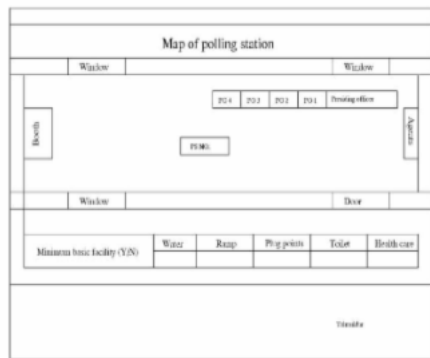 Map of polling station
Window Window
PO 4 PO 3 PO 2 PO 1 Presiding officer
Booth
Agents
Window Door
Minimum basic facility (Y/N) Water Ramp Plug points Toilet Health care